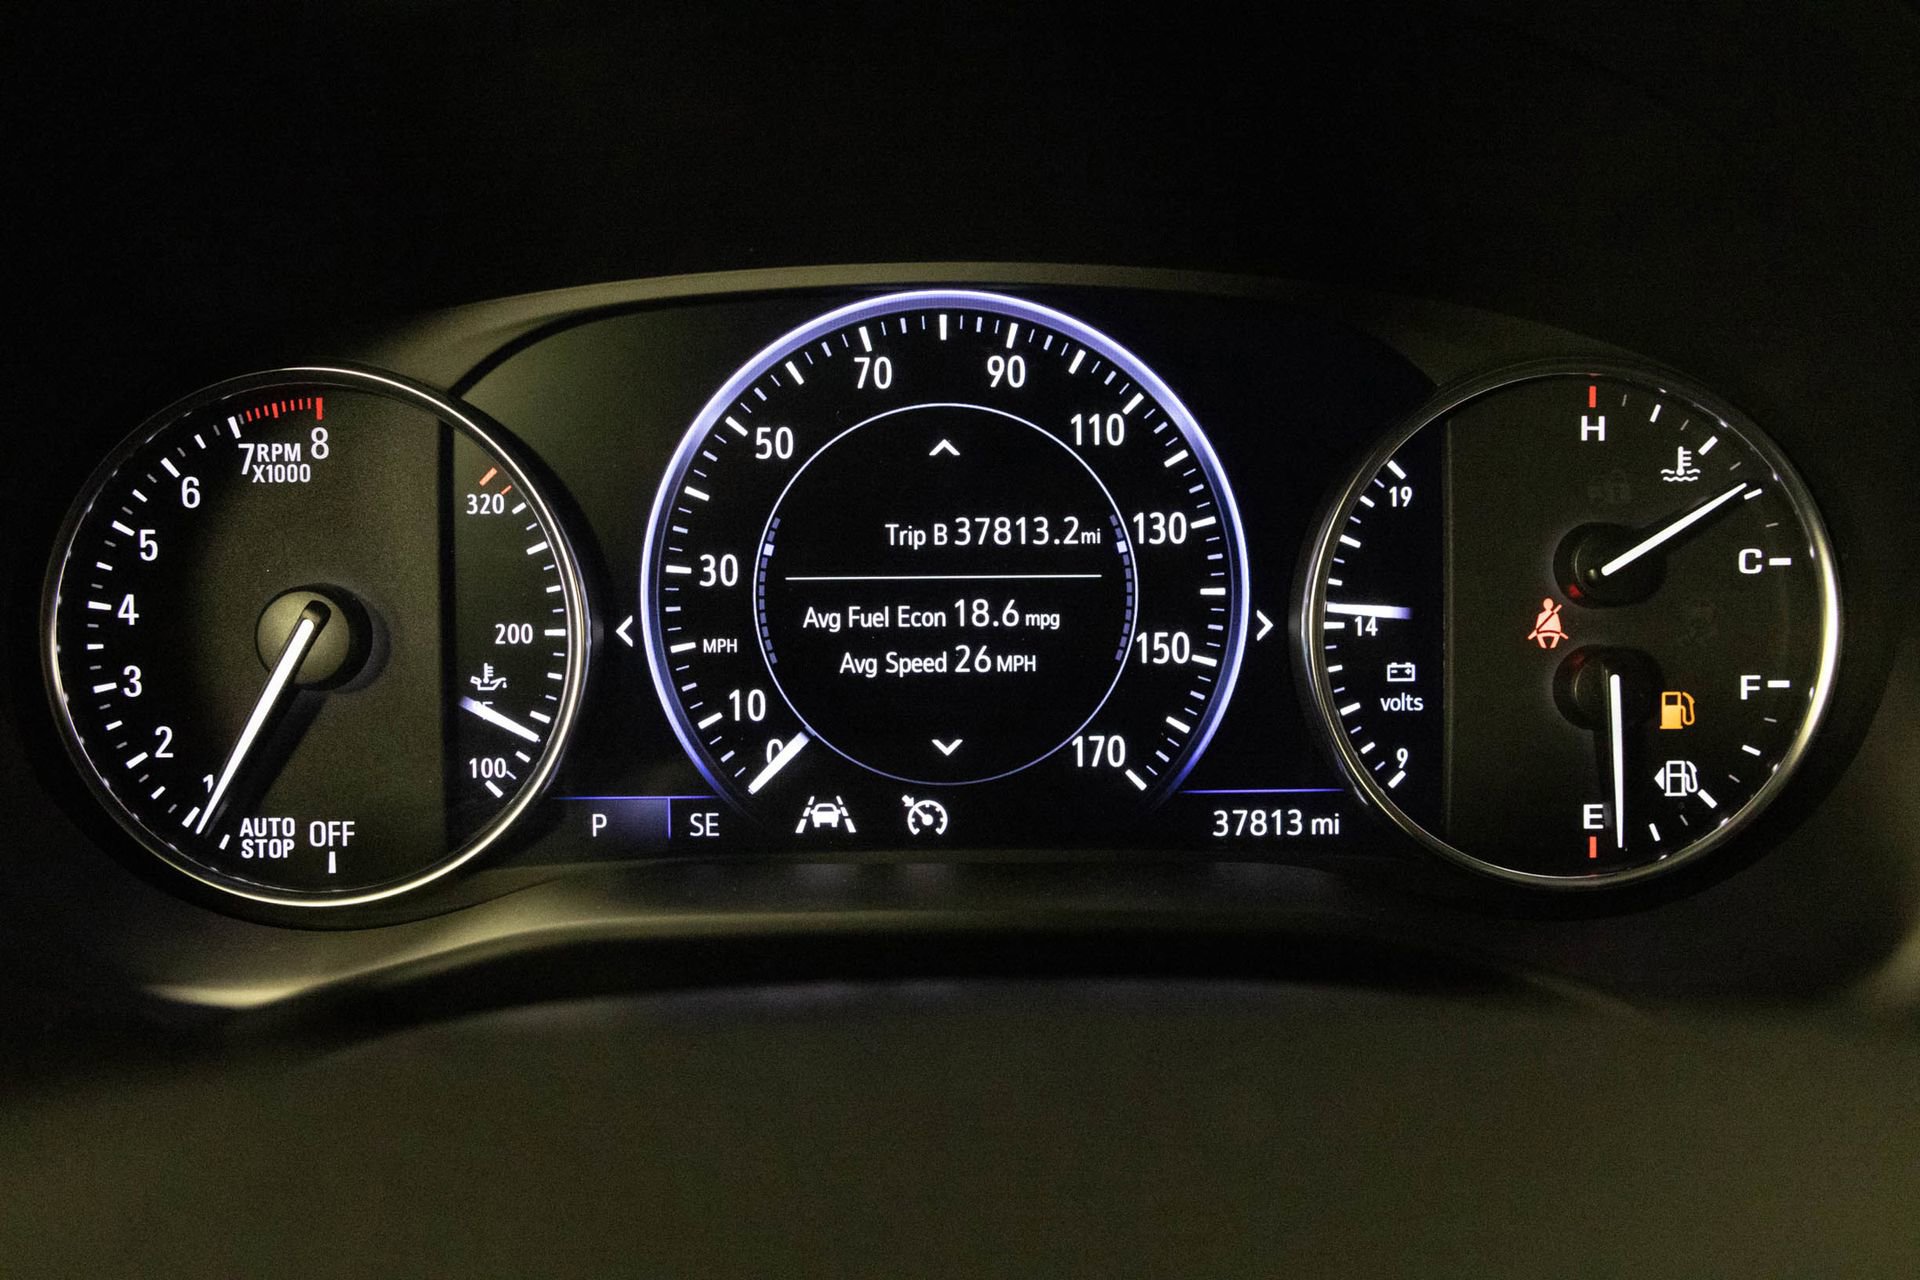 7 RPM 8
X1000
6
5
4
3
2
1
AUTO
STOP
OFF
320
200
100
70
90
50
110
30
130
MPH
150
10
170
0
Trip B 37813.2 mi
Avg Fuel Econ 18.6 mpg
Avg Speed 26 MPH
P
SE
37813 mi
19
14
volts
9
H
C
F
E